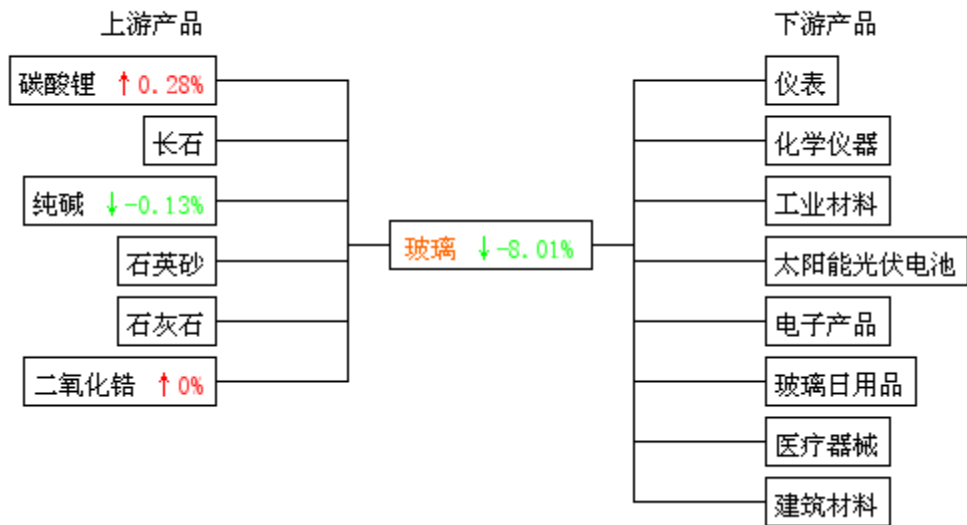 上游产品
碳酸锂 ↑0.28%
长石
纯碱 ↓-0.13%
石英砂
石灰石
二氧化锆 ↑0%
玻璃 ↓-8.01%
下游产品
仪表
化学仪器
工业材料
太阳能光伏电池
电子产品
玻璃日用品
医疗器械
建筑材料